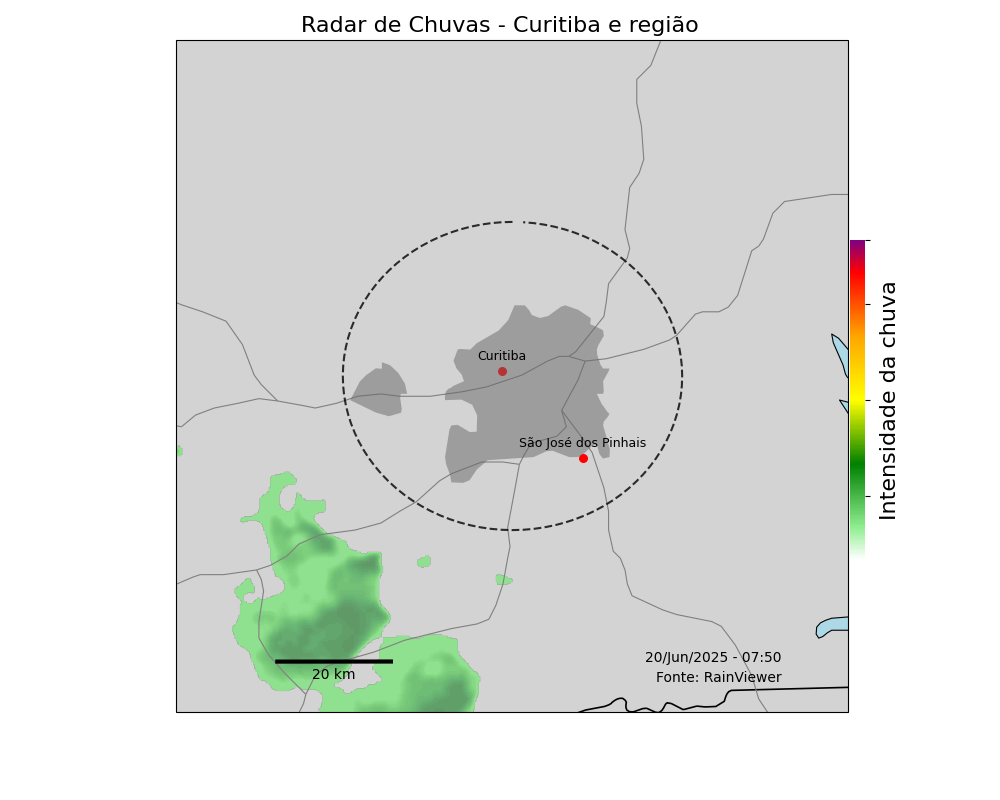 Radar de Chuvas - Curitiba e região
Curitiba
São José dos Pinhais
Intensidade da chuva
20/Jun/2025 - 07:50
20 km
Fonte: RainViewer